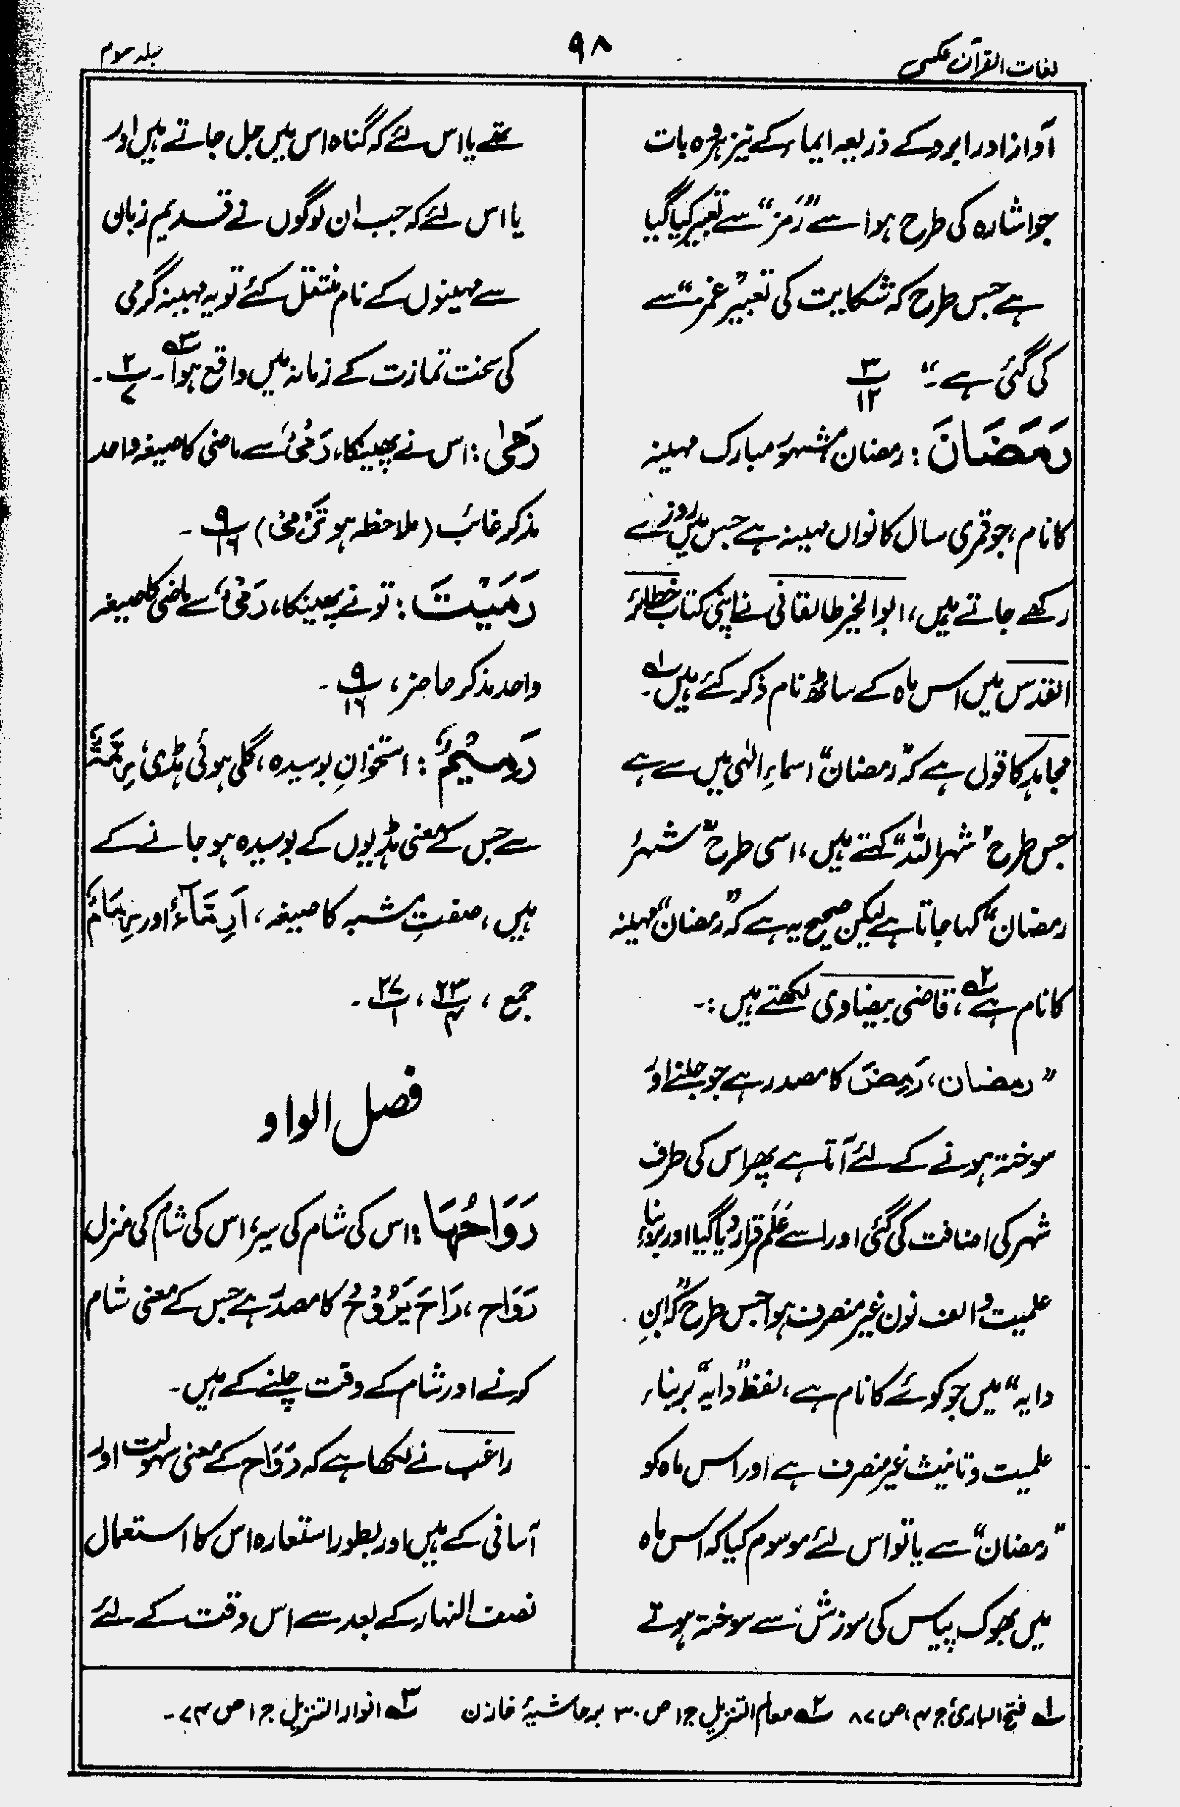 لغات القرآن عکسی
۹۸
جلد سوم
آواز اور ابرو کے ذریعہ ایماء کے نیز ہر وہ بات
جو اشارہ کی طرح ہو اسے "رَمز" سے تعبیر کیا گیا
ہے جس طرح کہ شکایت کی تعبیر "غمز" سے
کی گئی ہے۔" ۳/۱۲
رَمَضَانَ: رمضان مشہور مبارک مہینہ
کا نام، جو قمری سال کا نواں مہینہ ہے جس میں روزے
رکھے جاتے ہیں، ابوالخیر طالقانی نے اپنی کتاب خطائر
القدس میں اس ماہ کے ساٹھ نام ذکر کئے ہیں۔ ۱
مجاہد کا قول ہے کہ "رمضان" اسماءِ الٰہی میں سے ہے
جس طرح "شہر اللہ" کہتے ہیں، اسی طرح "شہرُ
رمضان" کہا جاتا ہے لیکن صحیح یہ ہے کہ "رمضان" مہینہ
کا نام ہے ۲، قاضی بیضاوی لکھتے ہیں :۔
"رمضان، رَمِضَ کا مصدر ہے جو جلنے اور
سوختہ ہونے کے لئے آتا ہے پھر اس کی طرف
شہر کی اضافت کی گئی اور اسے عَلَم قرار دیا گیا اور بربناءِ
علمیت و الف نون غیر منصرف ہوا جس طرح کہ "ابنِ
دایہ" میں جو کوئے کا نام ہے، لفظ "دایہ" بربناء
علمیت و تانیث غیر منصرف ہے اور اس ماہ کو
"رمضان" سے یا تو اس لئے موسوم کیا کہ اس ماہ
میں بھوک پیاس کی سوزش سے سوختہ ہوتے
تھے یا اس لئے کہ گناہ اس میں جل جاتے ہیں اور
یا اس لئے کہ جب ان لوگوں نے قدیم زبان
سے مہینوں کے نام منتقل کئے تو یہ مہینہ گرمی
کی سخت تمازت کے زمانہ میں واقع ہوا ۳۔ ۲/۷۔
رَمیٰ: اس نے پھینکا، رَمْیٌ سے ماضی کا صیغہ واحد
مذکر غائب (ملاحظہ ہو تَرْمِیْ) ۹/۱۶۔
رَمَیْتَ: تونے پھینکا، رَمْیٌ سے ماضی کا صیغہ
واحد مذکر حاضر، ۹/۱۶۔
رَمِیْمٌ: استخوانِ بوسیدہ، گلی ہوئی ہڈی، رِمَّۃٌ
سے جس کے معنی ہڈیوں کے بوسیدہ ہو جانے کے
ہیں، صفتِ مشبہ کا صیغہ، اَرِمَّاءُ اور رِمَامٌ
جمع، ۲۳/۴، ۲۷/۱۔
فصل الواو
رَوَاحُہَا: اس کی شام کی سیر، اس کی شام کی منزل
رَوَاح، رَاحَ یَرُوْحُ کا مصدر ہے جس کے معنی شام
کرنے اور شام کے وقت چلنے کے ہیں۔
راغب نے لکھا ہے کہ رَوَاح کے معنی سہولت اور
آسانی کے ہیں اور بطور استعارہ اس کا استعمال
نصف النہار کے بعد سے اس وقت کے لئے
۱ فتح الباری ج ۴، ص ۸۷ ۲ معالم التنزیل ج ۱ ص ۳۰ بر حاشیۂ خازن ۳ انوار التنزیل ج ۱ ص ۷۴۔